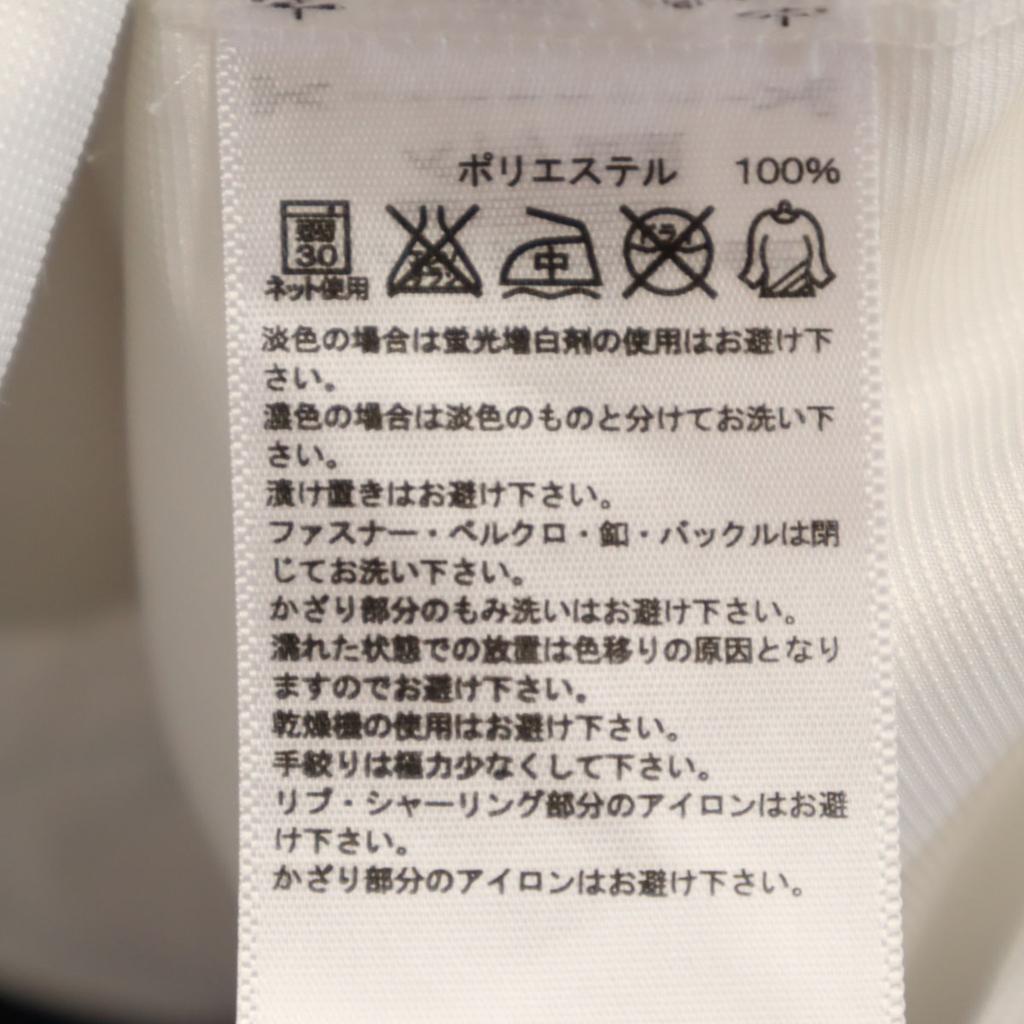 ポリエステル 100%
弱 30 エンソ サラシ 中 ドライ
ネット使用
淡色の場合は蛍光増白剤の使用はお避け下
さい。
濃色の場合は淡色のものと分けてお洗い下
さい。
漬け置きはお避け下さい。
ファスナー・ベルクロ・釦・バックルは閉
じてお洗い下さい。
かざり部分のもみ洗いはお避け下さい。
濡れた状態での放置は色移りの原因となり
ますのでお避け下さい。
乾燥機の使用はお避け下さい。
手絞りは極力少なくして下さい。
リブ・シャーリング部分のアイロンはお避
け下さい。
かざり部分のアイロンはお避け下さい。